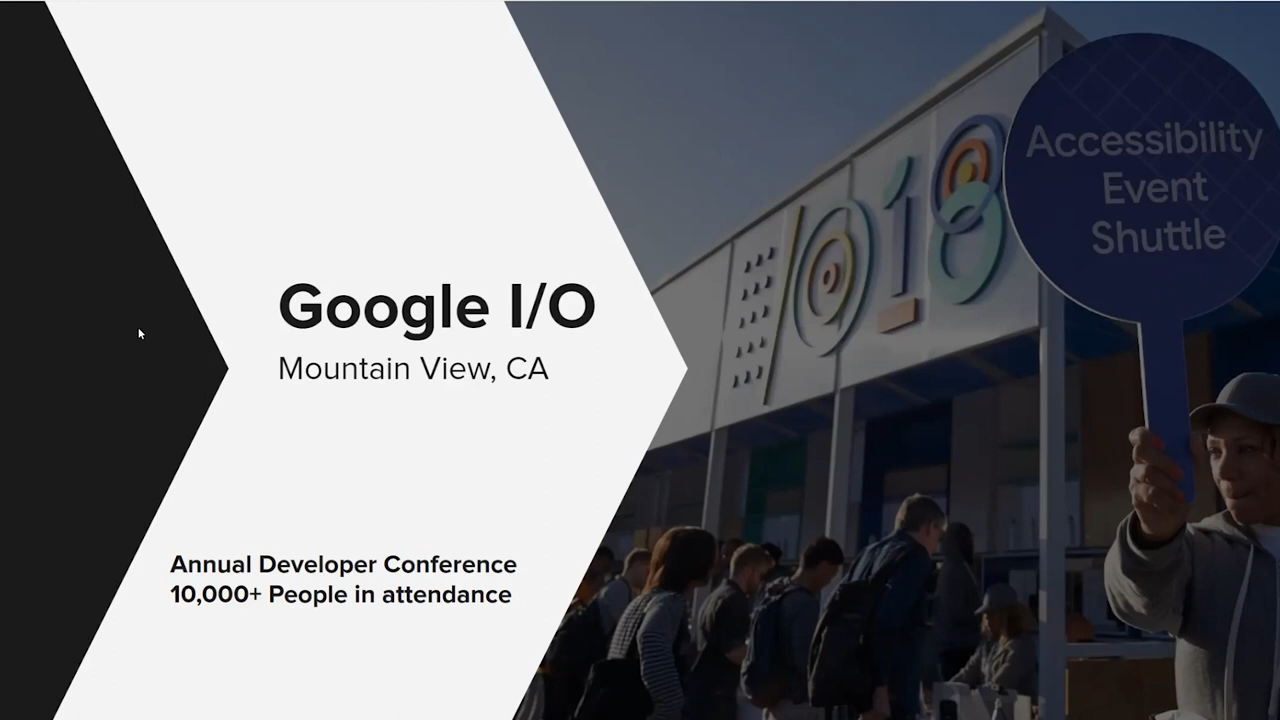 Google I/O
Mountain View, CA
Annual Developer Conference
10,000+ People in attendance
I/O 18
Accessibility
Event
Shuttle